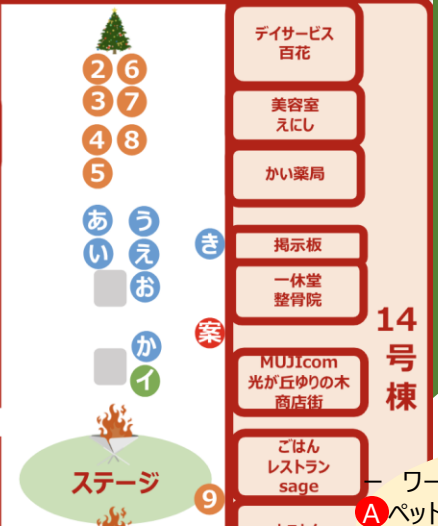 デイサービス
百花
2 6
3 7
美容室
えにし
4 8
5
かい薬局
あ う
い え
き
掲示板
お
一休堂
整骨院
案
14
号
棟
か
イ
MUJIcom
光が丘ゆりの木
商店街
ごはん
レストラン
sage
ステージ
9
ー ワー
A ペット